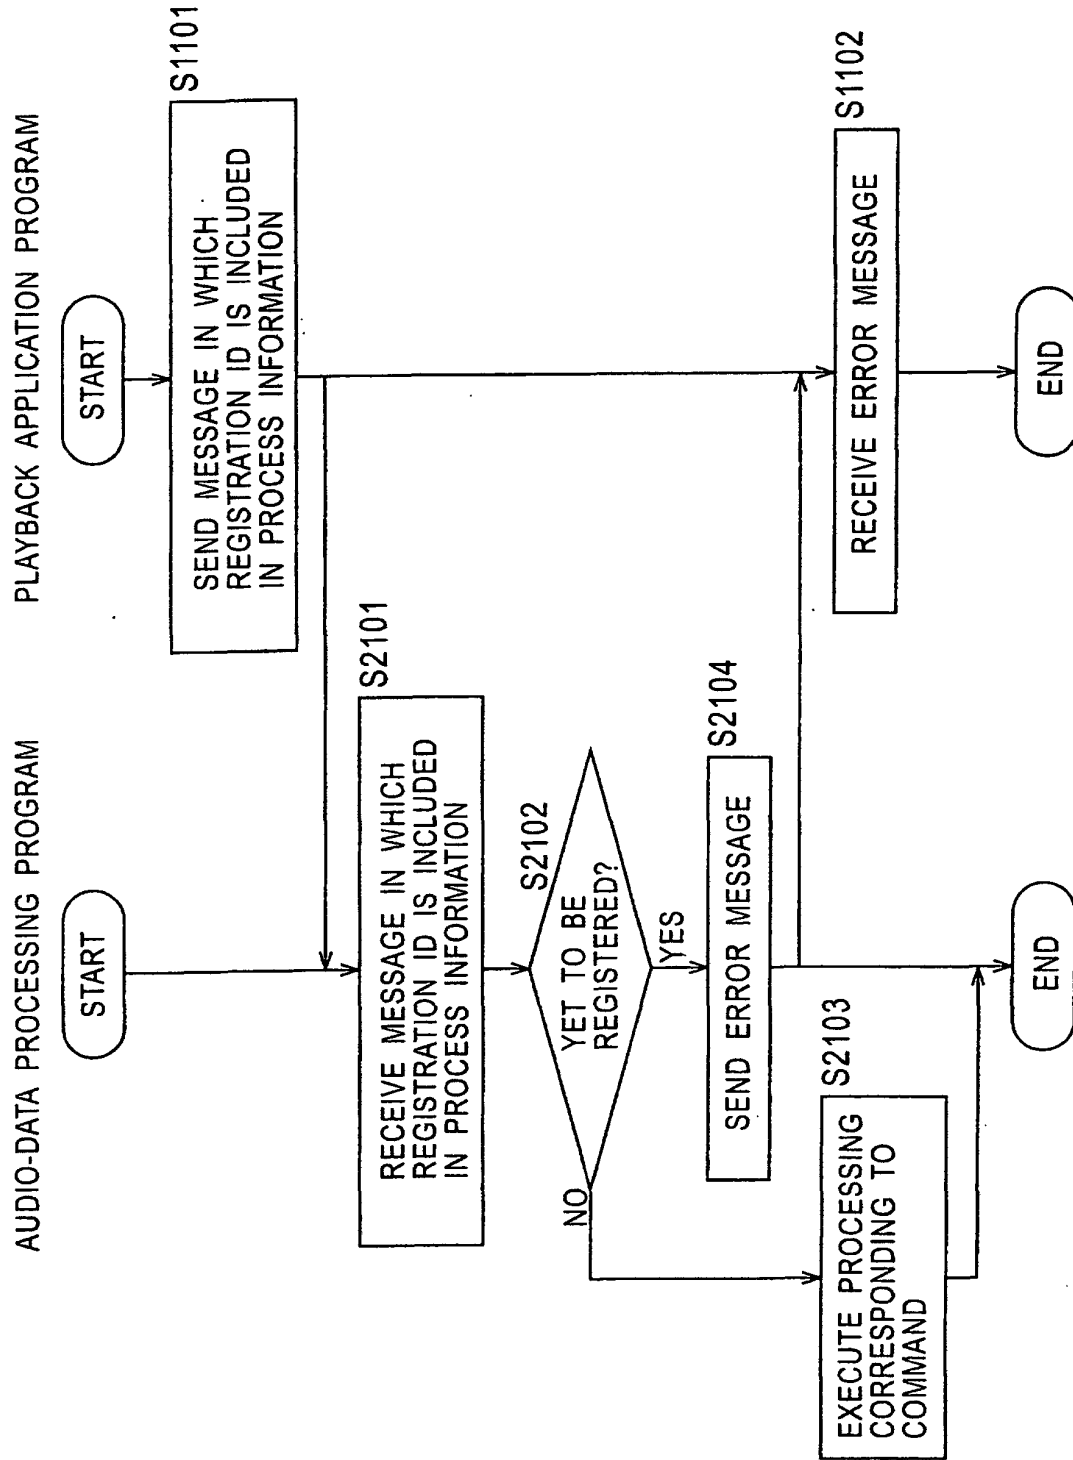 AUDIO-DATA PROCESSING PROGRAM
PLAYBACK APPLICATION PROGRAM
START
START
S1101
SEND MESSAGE IN WHICH
REGISTRATION ID IS INCLUDED
IN PROCESS INFORMATION
S2101
RECEIVE MESSAGE IN WHICH
REGISTRATION ID IS INCLUDED
IN PROCESS INFORMATION
S2102
YET TO BE
REGISTERED?
NO
YES
S2104
SEND ERROR MESSAGE
S2103
EXECUTE PROCESSING
CORRESPONDING TO
COMMAND
S1102
RECEIVE ERROR MESSAGE
END
END